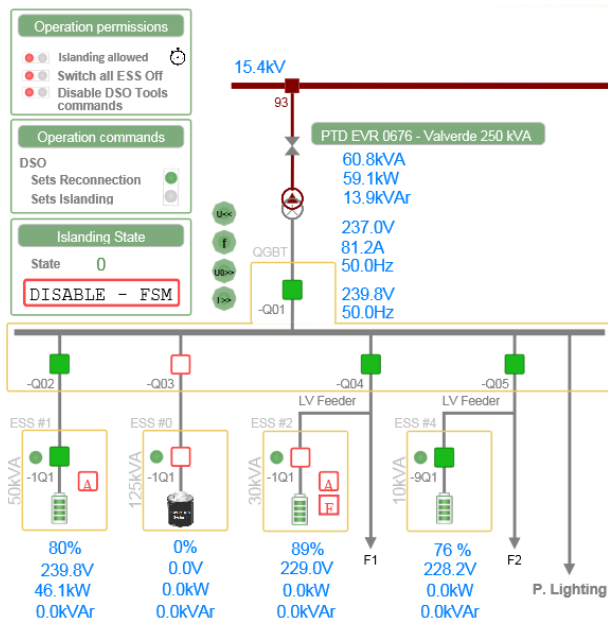 Operation permissions
Islanding allowed
Switch all ESS Off
Disable DSO Tools
commands
Operation commands
DSO
Sets Reconnection
Sets Islanding
Islanding State
State 0
DISABLE - FSM
15.4kV
93
PTD EVR 0676 - Valverde 250 kVA
60.8kVA
59.1kW
13.9kVAr
U<<
f
U0>>
I>>
237.0V
81.2A
50.0Hz
QGBT
239.8V
50.0Hz
-Q01
-Q02
-Q03
-Q04
-Q05
LV Feeder
LV Feeder
ESS #1
50kVA
-1Q1
A
80%
239.8V
46.1kW
0.0kVAr
ESS #0
125kVA
-1Q1
0%
0.0V
0.0kW
0.0kVAr
ESS #2
30kVA
-1Q1
A
F
89%
229.0V
0.0kW
0.0kVAr
F1
ESS #4
10kVA
-9Q1
76 %
228.2V
0.0kW
0.0kVAr
F2
P. Lighting